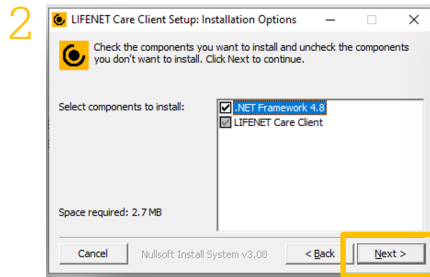 2
LIFENET Care Client Setup: Installation Options
Check the components you want to install and uncheck the components
you don't want to install. Click Next to continue.
Select components to install:
.NET Framework 4.8
LIFENET Care Client
Space required: 2.7 MB
Cancel
Nullsoft Install System v3.08
< Back
Next >